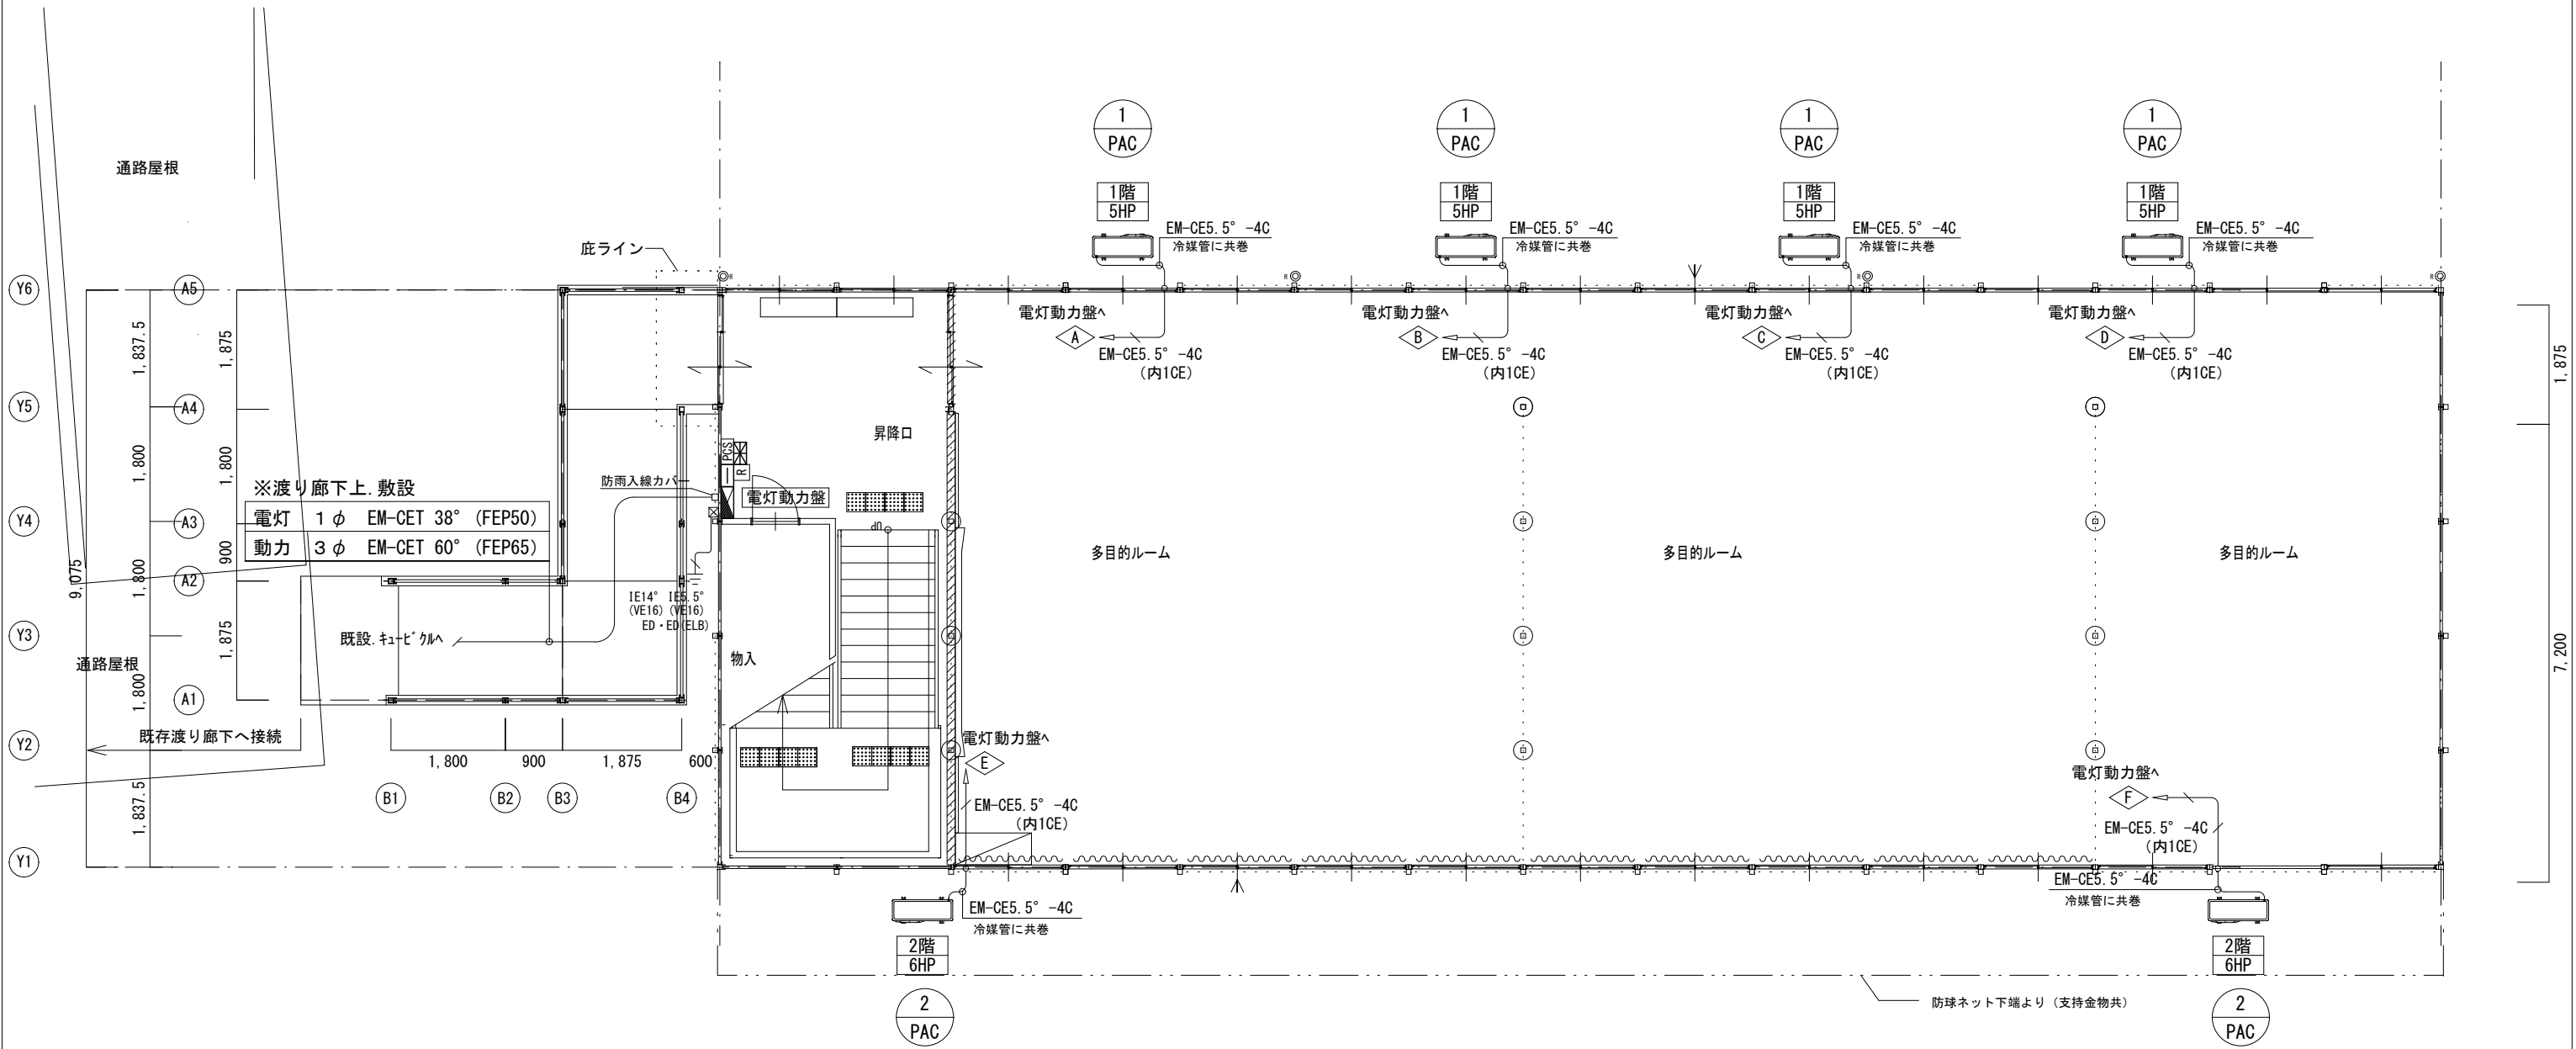 1
PAC
1
PAC
1
PAC
1
PAC
通路屋根
1階
5HP
1階
5HP
1階
5HP
1階
5HP
EM-CE5.5° -4C
冷媒管に共巻
EM-CE5.5° -4C
冷媒管に共巻
EM-CE5.5° -4C
冷媒管に共巻
EM-CE5.5° -4C
冷媒管に共巻
庇ライン
R
R
R
R
Y6
A5
電灯動力盤へ
A
EM-CE5.5° -4C
(内1CE)
電灯動力盤へ
B
EM-CE5.5° -4C
(内1CE)
電灯動力盤へ
C
EM-CE5.5° -4C
(内1CE)
電灯動力盤へ
D
EM-CE5.5° -4C
(内1CE)
1,837.5
1,875
1,875
Y5
A4
昇降口
PCS
R
1,800
1,800
※渡り廊下上.敷設
電灯 1φ EM-CET 38° (FEP50)
動力 3φ EM-CET 60° (FEP65)
防雨入線カバー
電灯動力盤
UP
Y4
A3
900
9,075
1,800
A2
多目的ルーム
多目的ルーム
多目的ルーム
IE14° IE5.5°
(VE16) (VE16)
ED・ED(ELB)
Y3
1,875
既設.キュービクルへ
物入
7,200
通路屋根
1,800
A1
Y2
既存渡り廊下へ接続
1,800
900
1,875
600
B1
B2
B3
B4
1,837.5
Y1
電灯動力盤へ
E
EM-CE5.5° -4C
(内1CE)
電灯動力盤へ
F
EM-CE5.5° -4C
(内1CE)
EM-CE5.5° -4C
冷媒管に共巻
EM-CE5.5° -4C
冷媒管に共巻
2階
6HP
2階
6HP
2
PAC
2
PAC
防球ネット下端より(支持金物共)